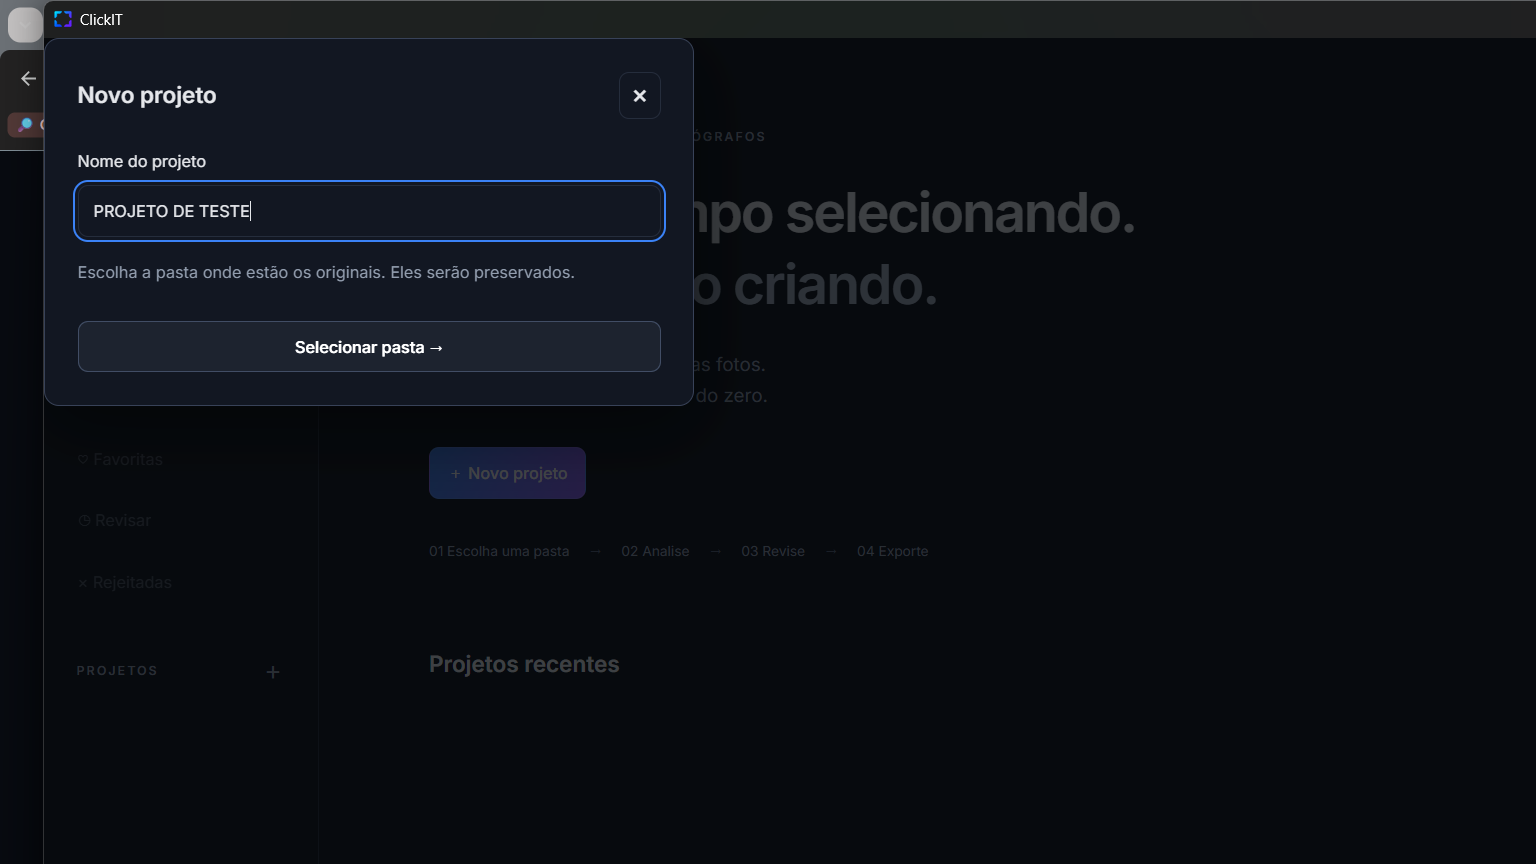 ClickIT
Novo projeto
×
Nome do projeto
PROJETO DE TESTE
Escolha a pasta onde estão os originais. Eles serão preservados.
Selecionar pasta →
ÓGRAFOS
mpo selecionando.
o criando.
as fotos.
do zero.
♡ Favoritas
◷ Revisar
× Rejeitadas
PROJETOS +
+ Novo projeto
01 Escolha uma pasta → 02 Analise → 03 Revise → 04 Exporte
Projetos recentes